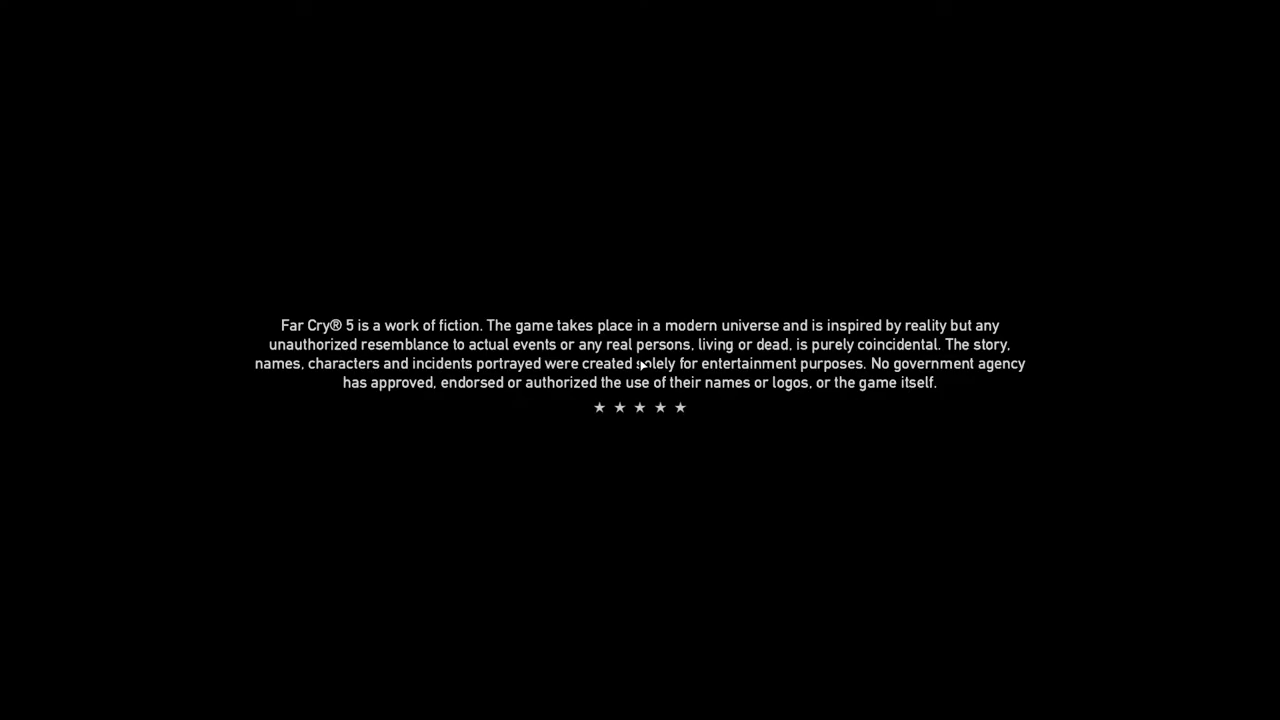 Far Cry® 5 is a work of fiction. The game takes place in a modern universe and is inspired by reality but any
unauthorized resemblance to actual events or any real persons, living or dead, is purely coincidental. The story,
names, characters and incidents portrayed were created solely for entertainment purposes. No government agency
has approved, endorsed or authorized the use of their names or logos, or the game itself.
★ ★ ★ ★ ★